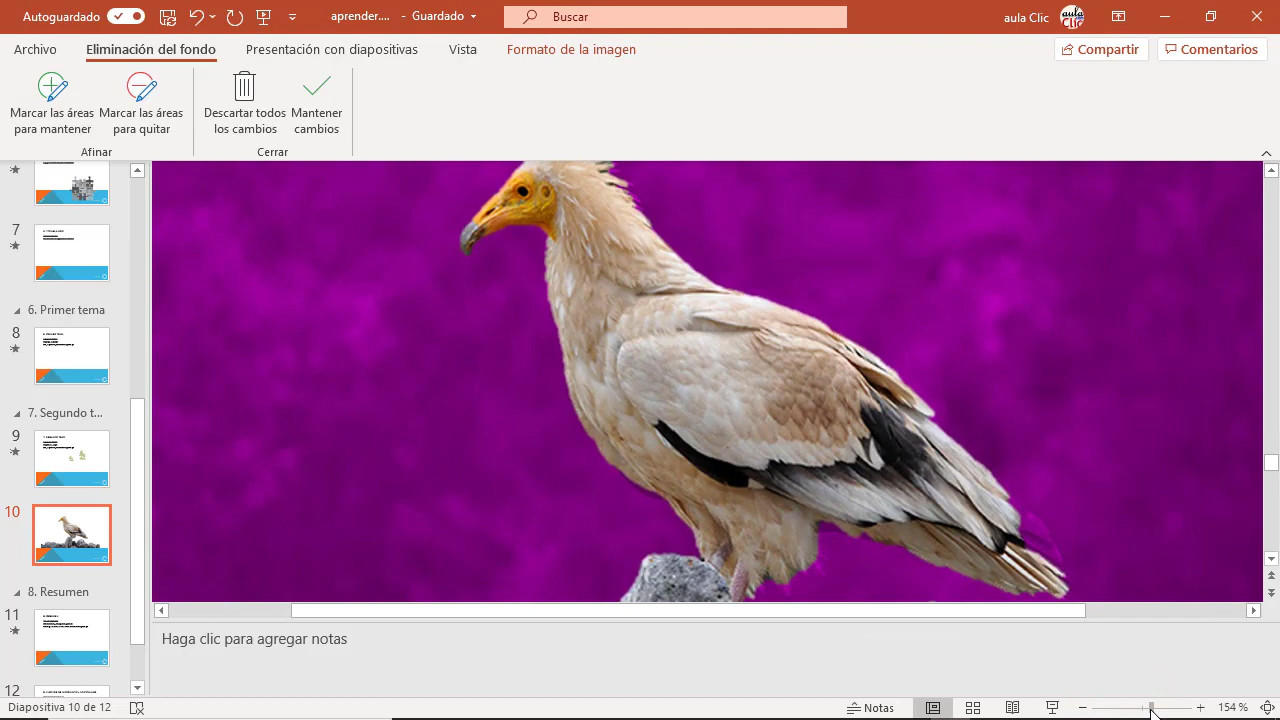 Autoguardado
aprender.... - Guardado
Buscar
aula Clic
Archivo
Eliminación del fondo
Presentación con diapositivas
Vista
Formato de la imagen
Compartir
Comentarios
Marcar las áreas para mantener
Marcar las áreas para quitar
Descartar todos los cambios
Mantener cambios
Afinar
Cerrar
7
6. Primer tema
8
7. Segundo t...
9
10
8. Resumen
11
12
Haga clic para agregar notas
Diapositiva 10 de 12
Notas
154 %